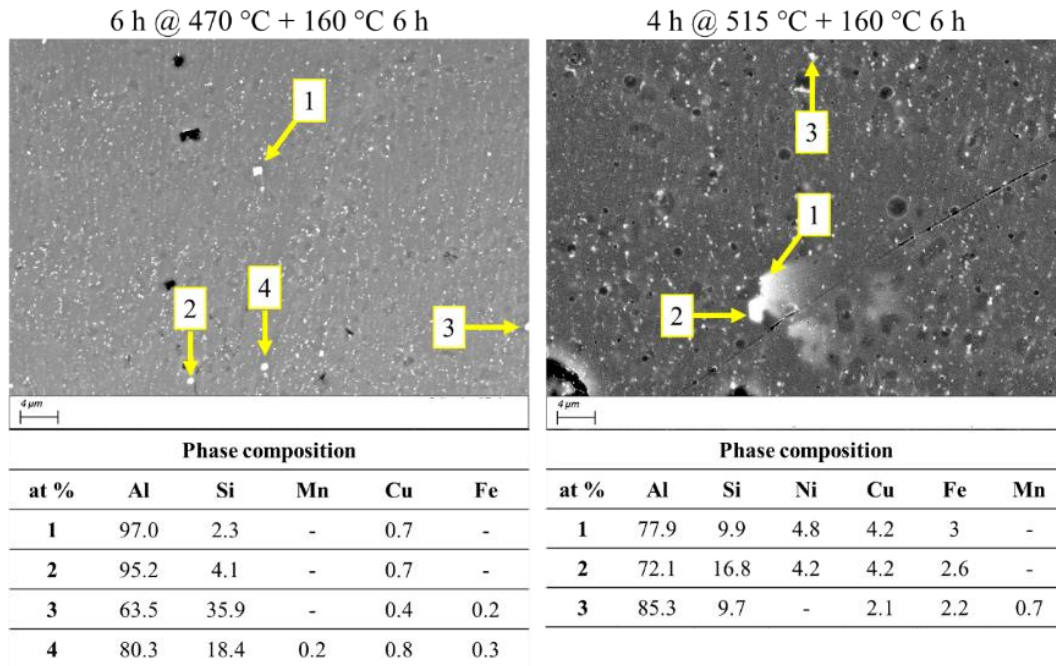 6 h @ 470 °C + 160 °C 6 h
1
2
4
3
4 µm
Phase composition
at % Al Si Mn Cu Fe
1 97.0 2.3 - 0.7 -
2 95.2 4.1 - 0.7 -
3 63.5 35.9 - 0.4 0.2
4 80.3 18.4 0.2 0.8 0.3
4 h @ 515 °C + 160 °C 6 h
3
1
2
4 µm
Phase composition
at % Al Si Ni Cu Fe Mn
1 77.9 9.9 4.8 4.2 3 -
2 72.1 16.8 4.2 4.2 2.6 -
3 85.3 9.7 - 2.1 2.2 0.7